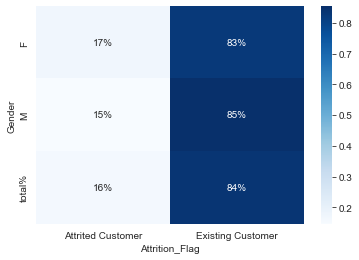 F
17%
83%
0.8
0.7
0.6
Gender
M
15%
85%
0.5
0.4
total%
16%
84%
0.3
0.2
Attrited Customer
Existing Customer
Attrition_Flag